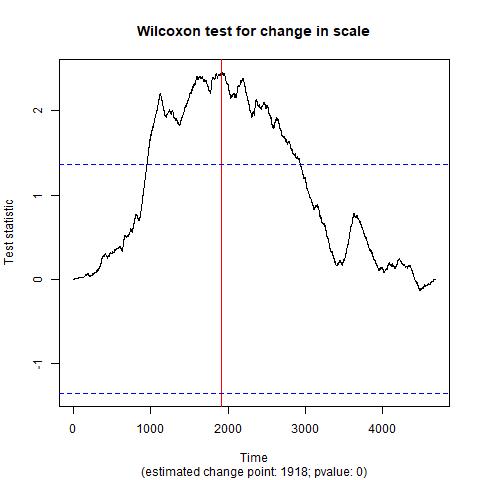 Wilcoxon test for change in scale
Test statistic
2
1
0
-1
0 1000 2000 3000 4000
Time
(estimated change point: 1918; pvalue: 0)